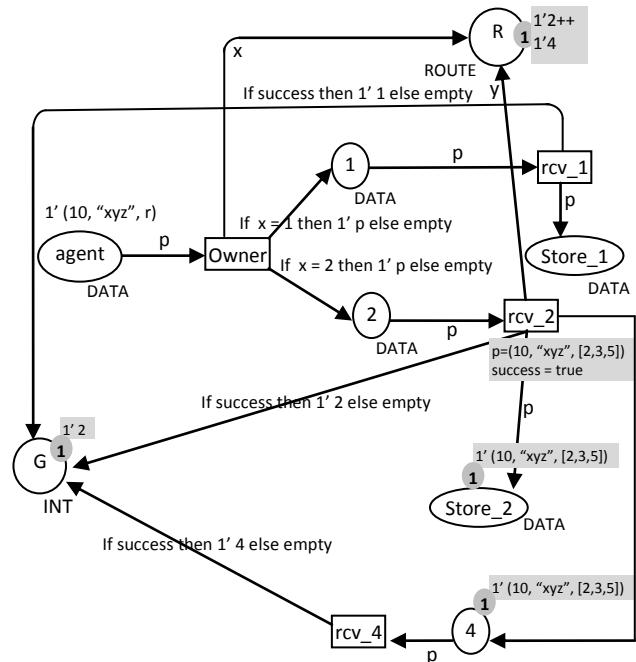 1'2++
R
1
1'4
x
ROUTE
If success then 1' 1 else empty
y
1
p
rcv_1
DATA
p
1' (10, “xyz”, r)
If x = 1 then 1' p else empty
agent
p
Owner
Store_1
If x = 2 then 1' p else empty
DATA
DATA
2
p
rcv_2
DATA
p=(10, “xyz”, [2,3,5])
success = true
If success then 1' 2 else empty
p
1' 2
1
G
1' (10, “xyz”, [2,3,5])
1
INT
Store_2
DATA
If success then 1' 4 else empty
1' (10, “xyz”, [2,3,5])
1
rcv_4
4
p